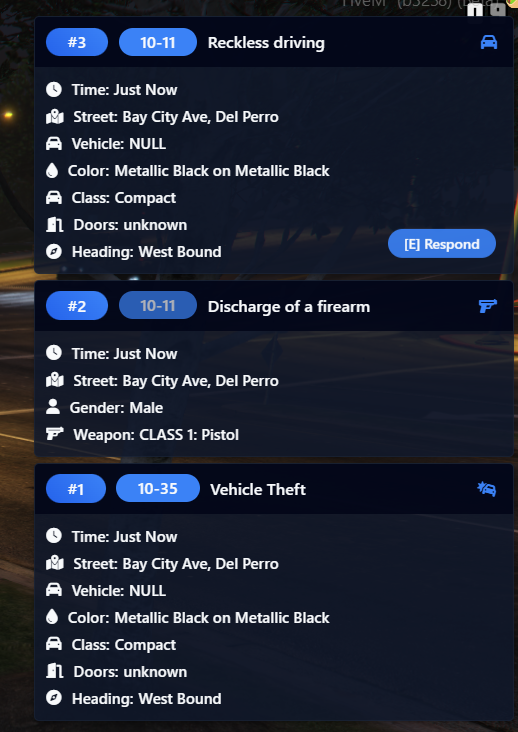 FiveM (b3258) (beta)
#3 10-11 Reckless driving
Time: Just Now
Street: Bay City Ave, Del Perro
Vehicle: NULL
Color: Metallic Black on Metallic Black
Class: Compact
Doors: unknown
Heading: West Bound
[E] Respond
#2 10-11 Discharge of a firearm
Time: Just Now
Street: Bay City Ave, Del Perro
Gender: Male
Weapon: CLASS 1: Pistol
#1 10-35 Vehicle Theft
Time: Just Now
Street: Bay City Ave, Del Perro
Vehicle: NULL
Color: Metallic Black on Metallic Black
Class: Compact
Doors: unknown
Heading: West Bound